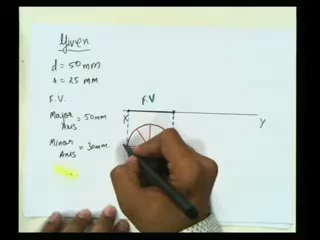 Given
d = 50mm
r = 25 mm
F.V.
Major Axis = 50mm
Minor Axis = 30mm.
F.V
X
Y